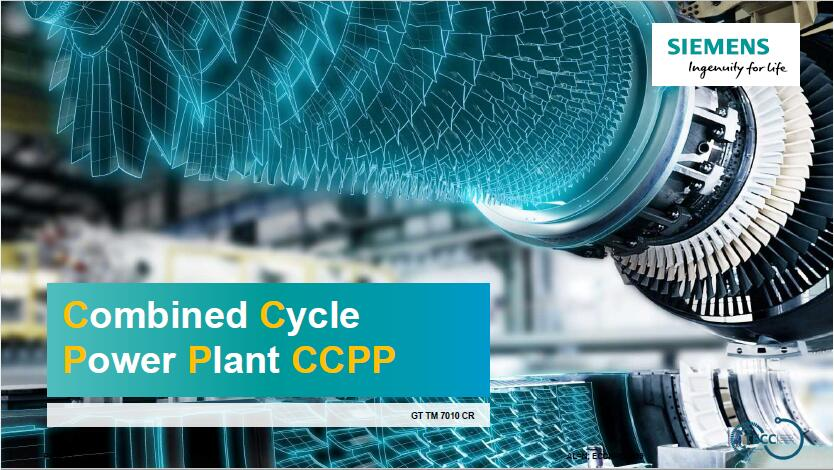 SIEMENS
Ingenuity for life
Combined Cycle
Power Plant CCPP
GT TM 7010 CR